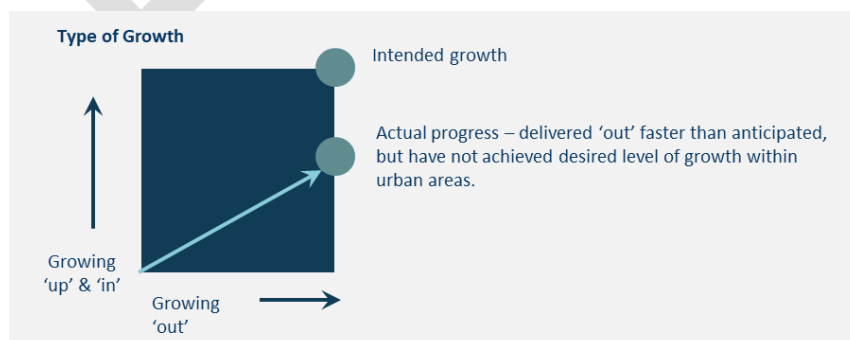 Type of Growth
Intended growth
Actual progress – delivered ‘out’ faster than anticipated,
but have not achieved desired level of growth within
urban areas.
Growing
‘up’ & ‘in’
Growing
‘out’